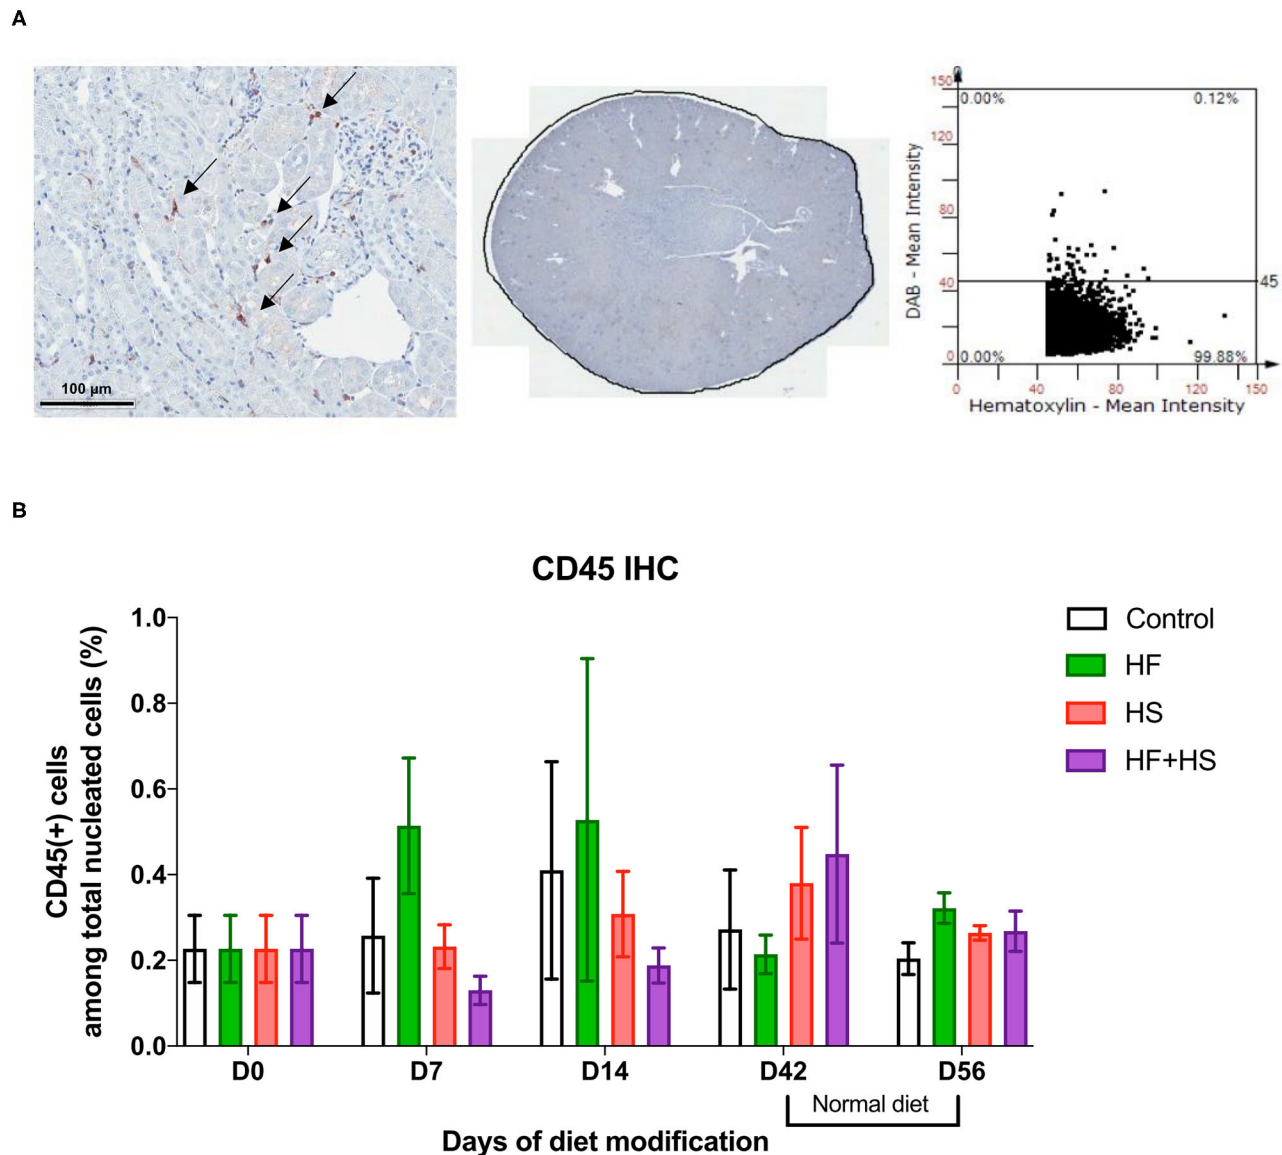 A
100 µm
0
150
120
80
40
0
0.00%
0.12%
45
0.00%
99.88%
0
40
80
120
150
DAB - Mean Intensity
Hematoxylin - Mean Intensity
B
CD45 IHC
CD45(+) cells
among total nucleated cells (%)
1.0
0.8
0.6
0.4
0.2
0.0
D0
D7
D14
D42
D56
Normal diet
Days of diet modification
Control
HF
HS
HF+HS